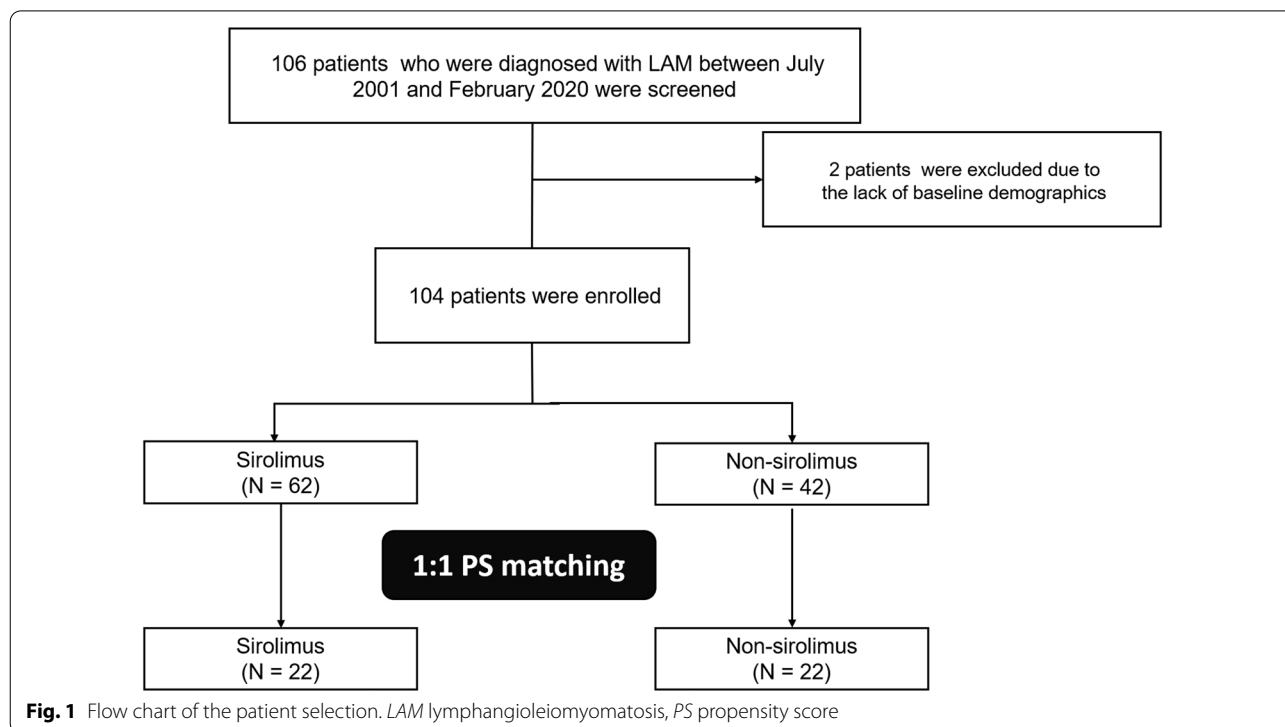 106 patients who were diagnosed with LAM between July
2001 and February 2020 were screened
2 patients were excluded due to
the lack of baseline demographics
104 patients were enrolled
Sirolimus
(N = 62)
Non-sirolimus
(N = 42)
1:1 PS matching
Sirolimus
(N = 22)
Non-sirolimus
(N = 22)
Fig. 1 Flow chart of the patient selection. LAM lymphangioleiomyomatosis, PS propensity score